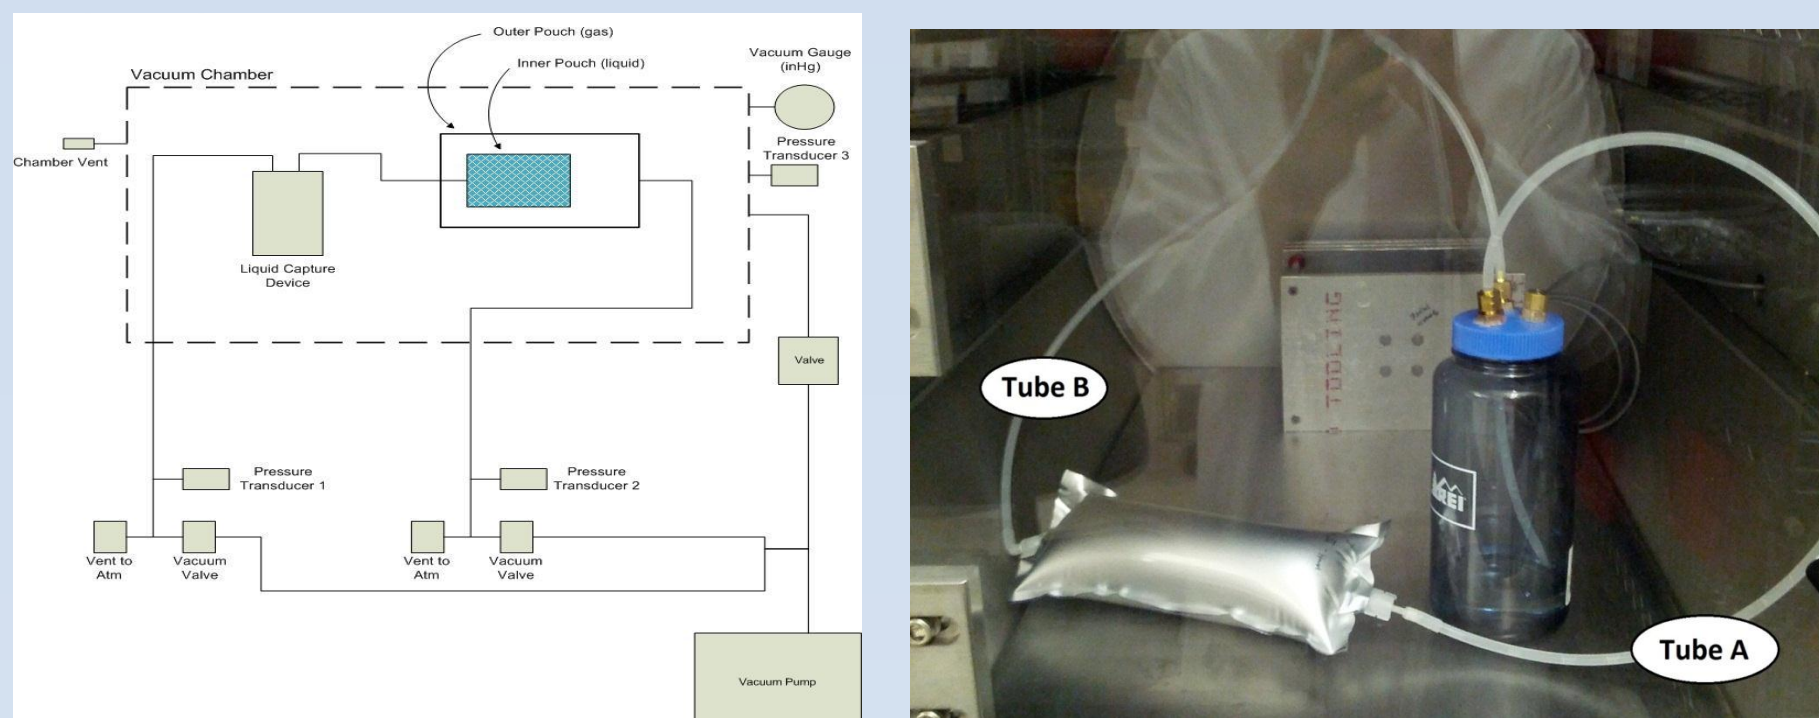 Outer Pouch (gas)
Inner Pouch (liquid)
Vacuum Gauge
(inHg)
Vacuum Chamber
Chamber Vent
Pressure
Transducer 3
Liquid Capture
Device
Valve
Pressure
Transducer 1
Pressure
Transducer 2
Vent to
Atm
Vacuum
Valve
Vent to
Atm
Vacuum
Valve
Vacuum Pump
TOOLING
Tube B
REI
Tube A